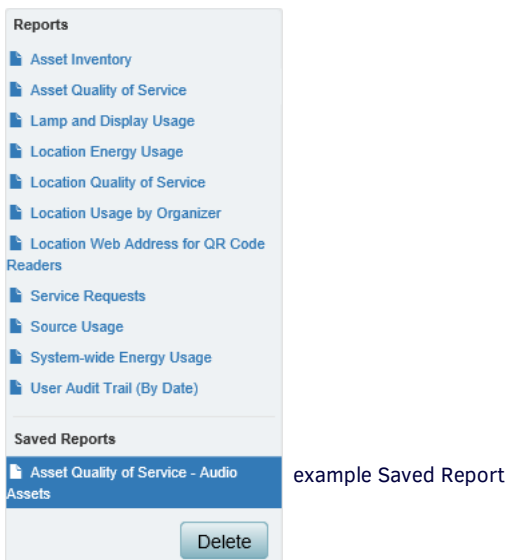 Reports
Asset Inventory
Asset Quality of Service
Lamp and Display Usage
Location Energy Usage
Location Quality of Service
Location Usage by Organizer
Location Web Address for QR Code
Readers
Service Requests
Source Usage
System-wide Energy Usage
User Audit Trail (By Date)
Saved Reports
Asset Quality of Service - Audio
Assets
example Saved Report
Delete